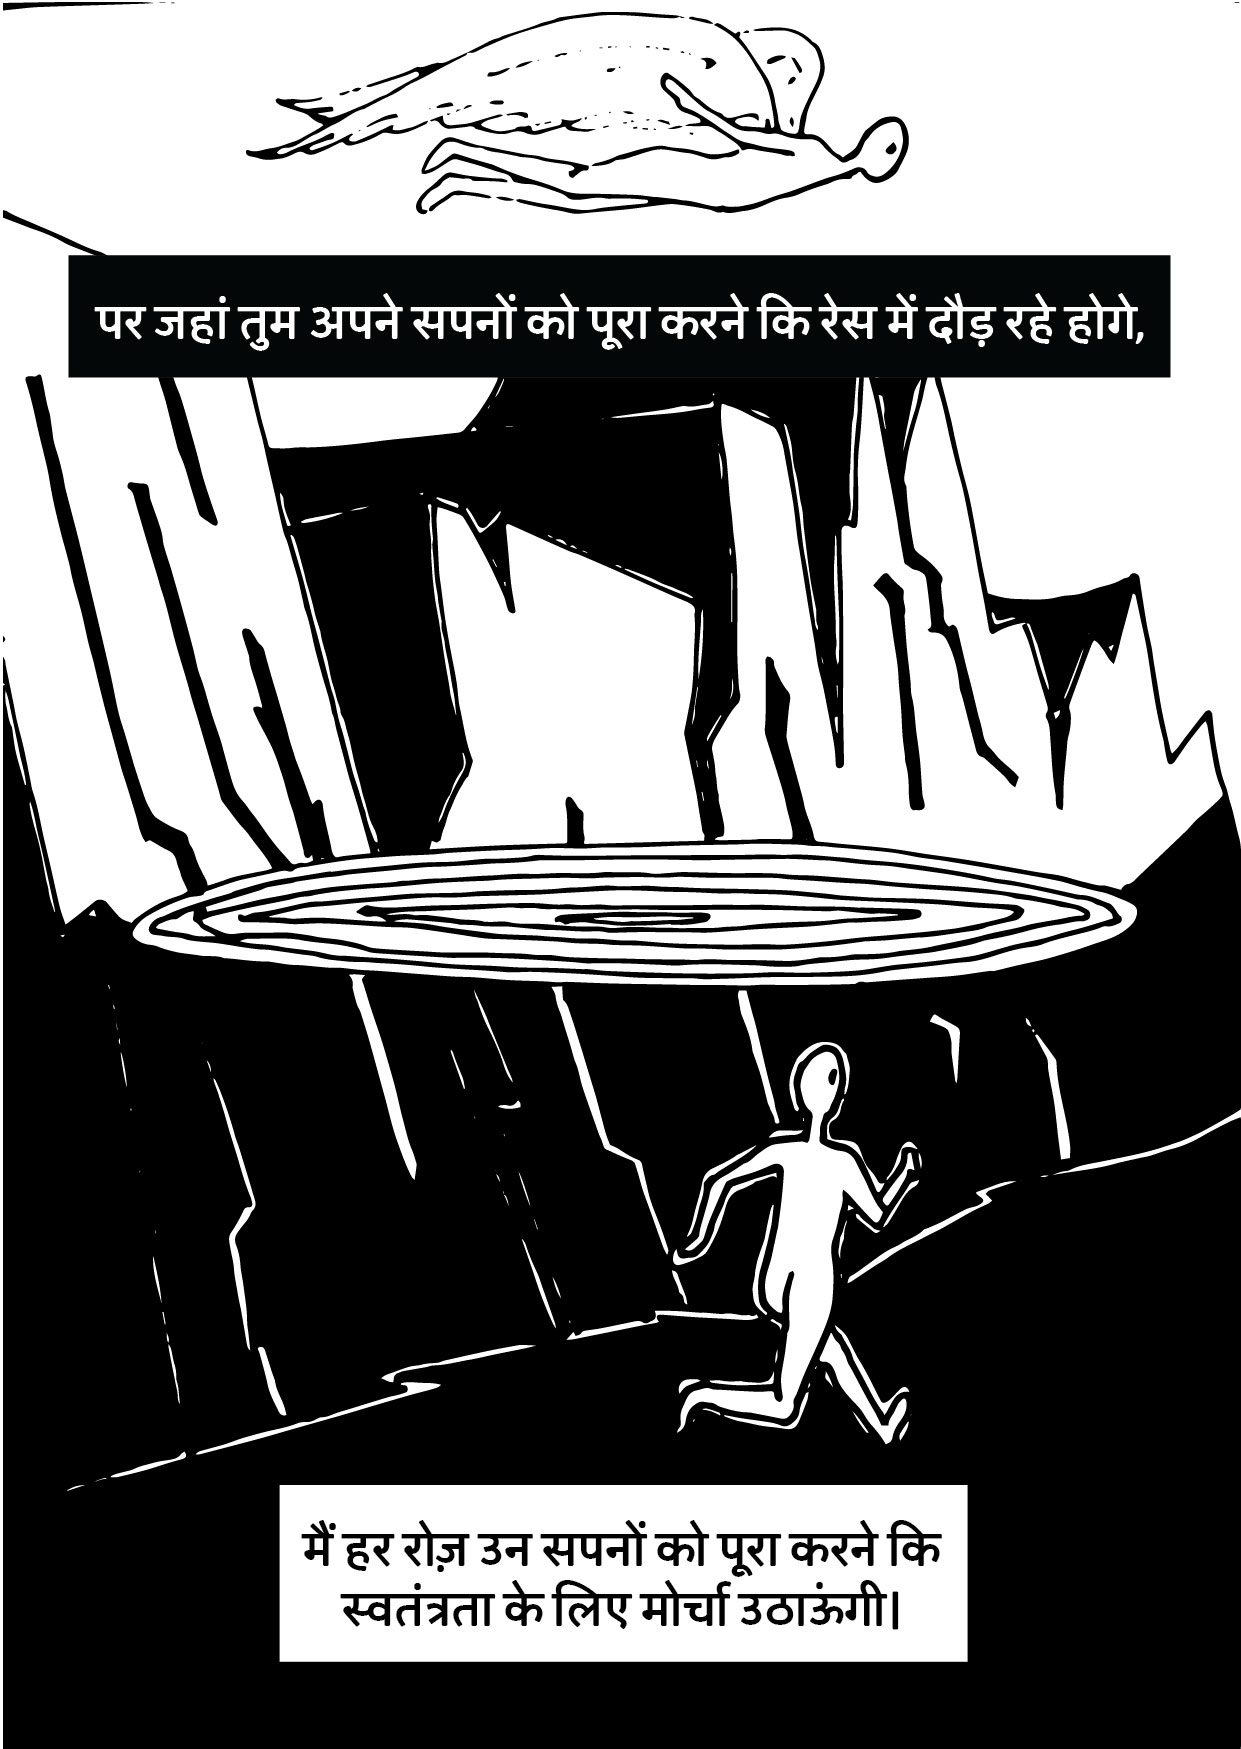 पर जहां तुम अपने सपनों को पूरा करने कि रेस में दौड़ रहे होगे,
मैं हर रोज़ उन सपनों को पूरा करने कि
स्वतंत्रता के लिए मोर्चा उठाऊंगी।